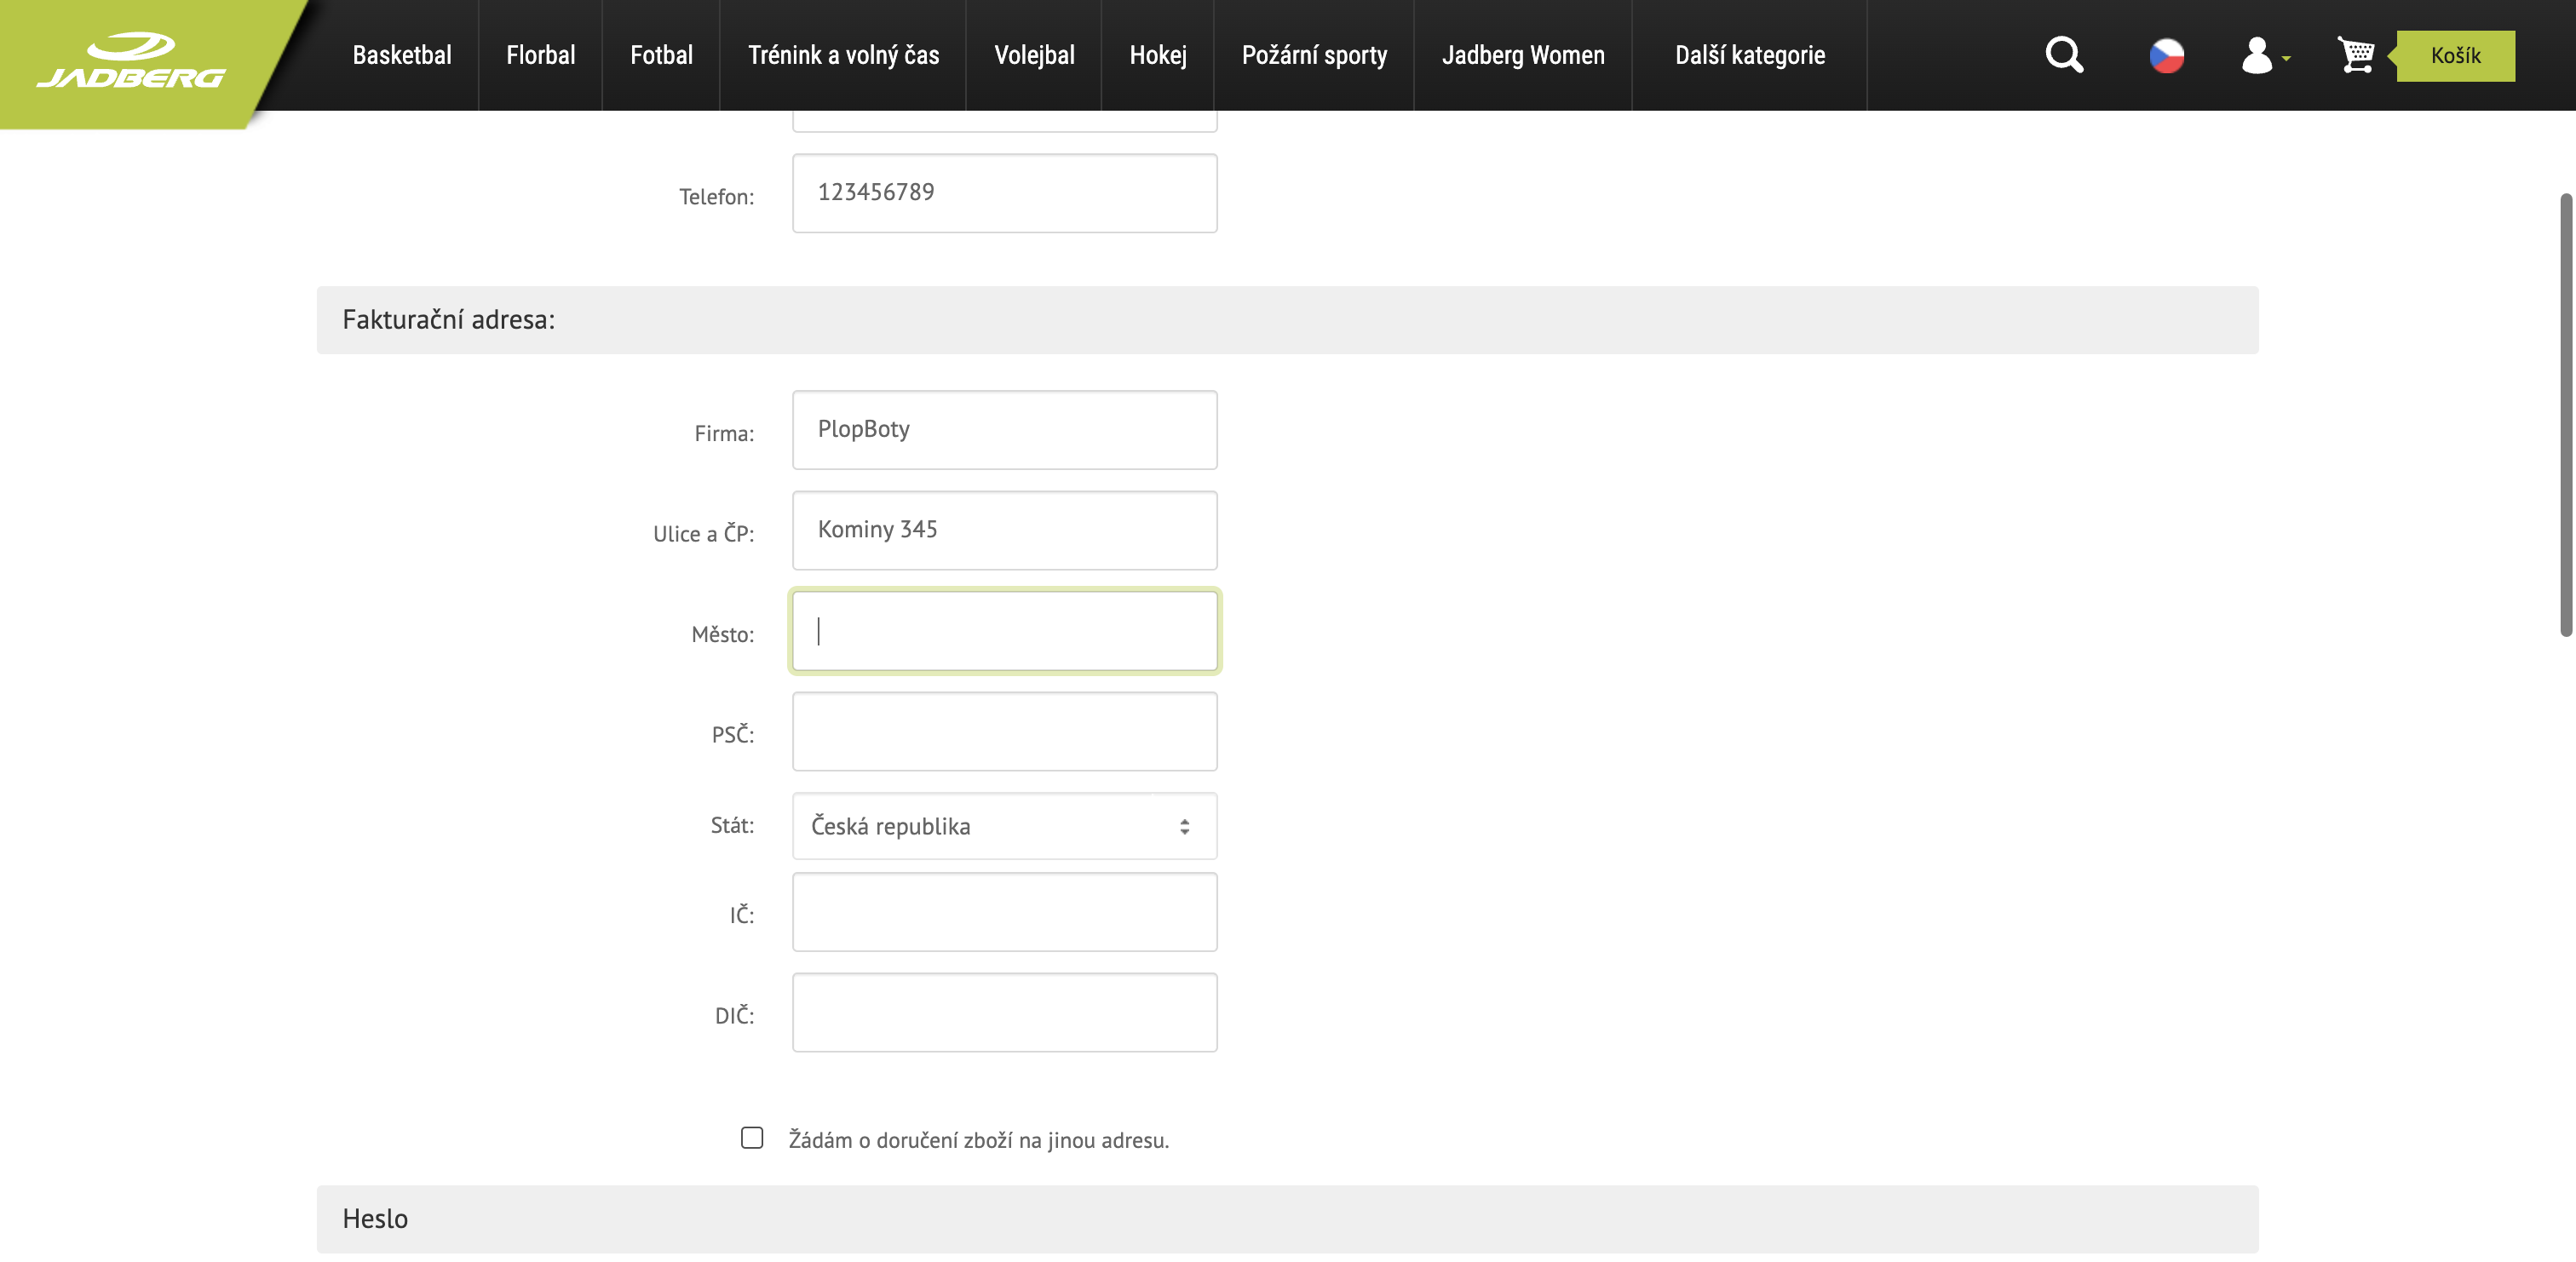 JADBERG
Basketbal Florbal Fotbal Trénink a volný čas Volejbal Hokej Požární sporty Jadberg Women Další kategorie Košík
Telefon: 123456789
Fakturační adresa:
Firma: PlopBoty
Ulice a ČP: Kominy 345
Město:
PSČ:
Stát: Česká republika
IČ:
DIČ:
Žádám o doručení zboží na jinou adresu.
Heslo